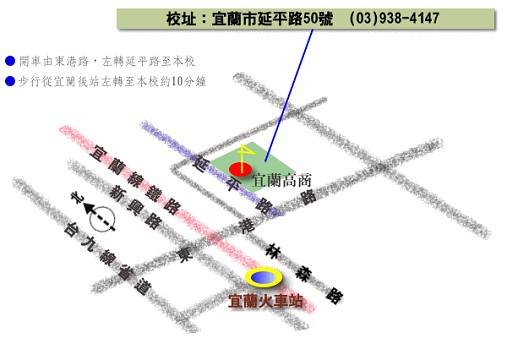 校址：宜蘭市延平路50號 (03)938-4147
開車由東港路，左轉延平路至本校
步行從宜蘭後站左轉至本校約10分鐘
宜蘭線鐵路
延平路
宜蘭高商
新興路
北
台九線省道
東港路
林森路
宜蘭火車站